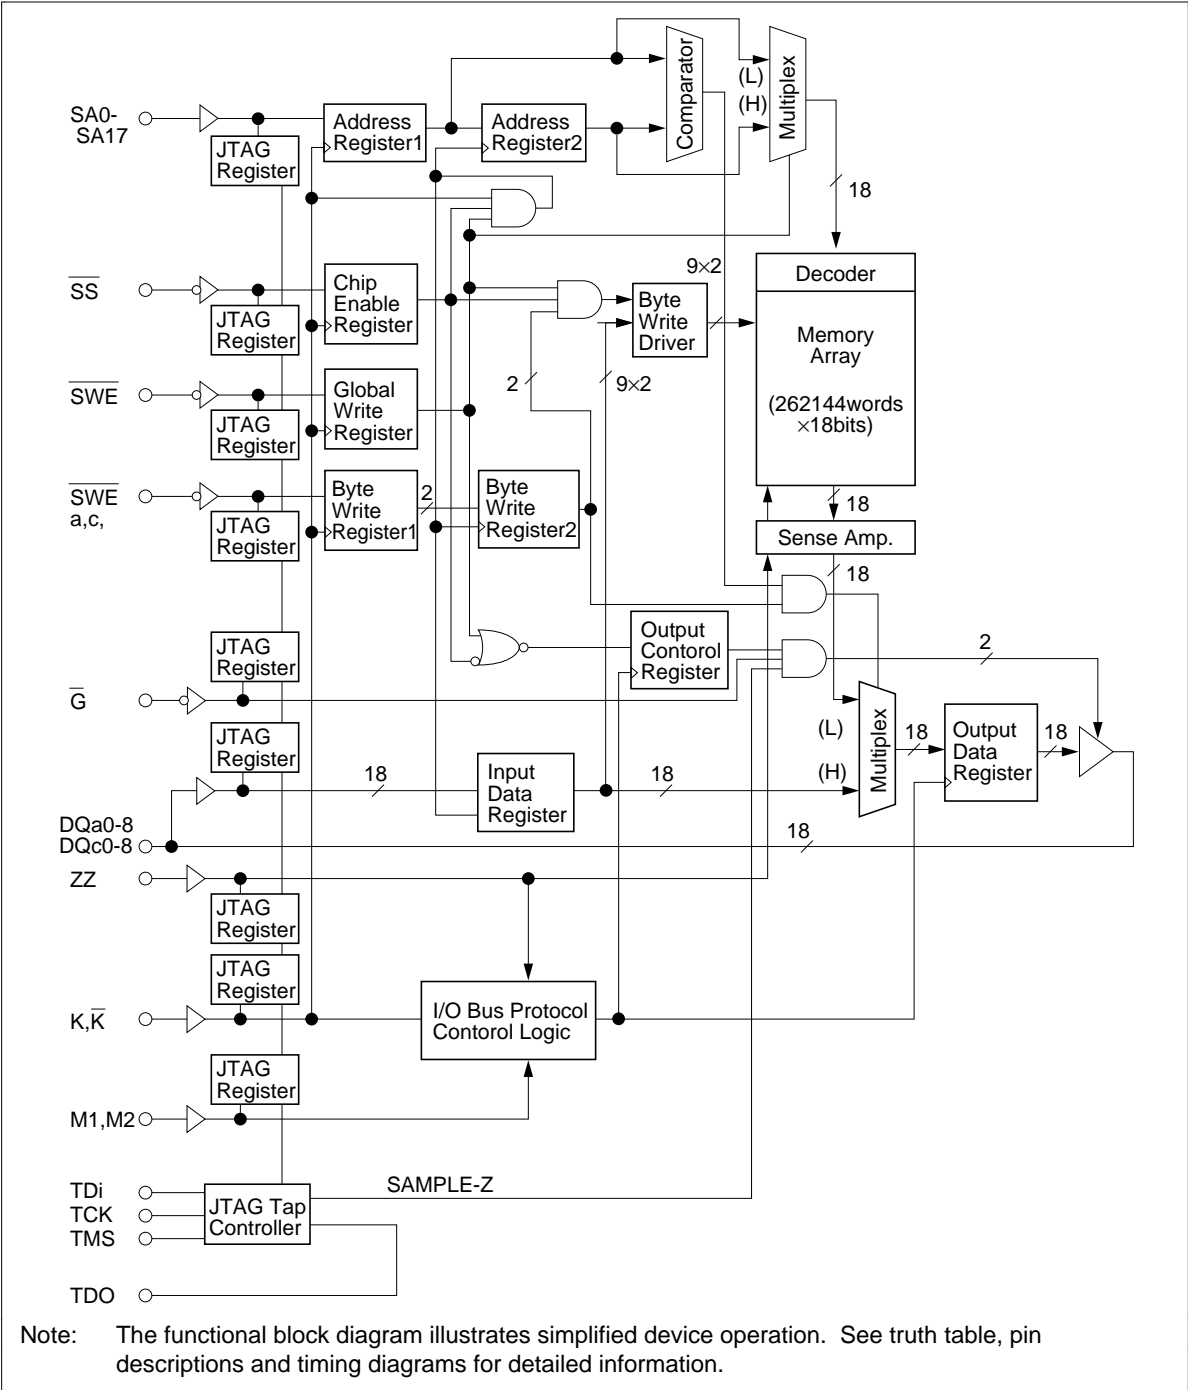 SA0-
SA17
JTAG
Register
Address
Register1
Address
Register2
Comparator
(L)
(H)
Multiplex
18
SS
JTAG
Register
Chip
Enable
Register
9×2
Byte
Write
Driver
Decoder
Memory
Array
(262144words
×18bits)
SWE
JTAG
Register
Global
Write
Register
2
9×2
SWE
a,c,
JTAG
Register
Byte
Write
Register1
2
Byte
Write
Register2
18
Sense Amp.
18
JTAG
Register
G
Output
Contorol
Register
2
JTAG
Register
(L)
(H)
Multiplex
18
Output
Data
Register
18
18
Input
Data
Register
18
DQa0-8
DQc0-8
18
ZZ
JTAG
Register
JTAG
Register
K,K
I/O Bus Protocol
Contorol Logic
JTAG
Register
M1,M2
TDi
TCK
TMS
JTAG Tap
Controller
SAMPLE-Z
TDO
Note: The functional block diagram illustrates simplified device operation. See truth table, pin
descriptions and timing diagrams for detailed information.